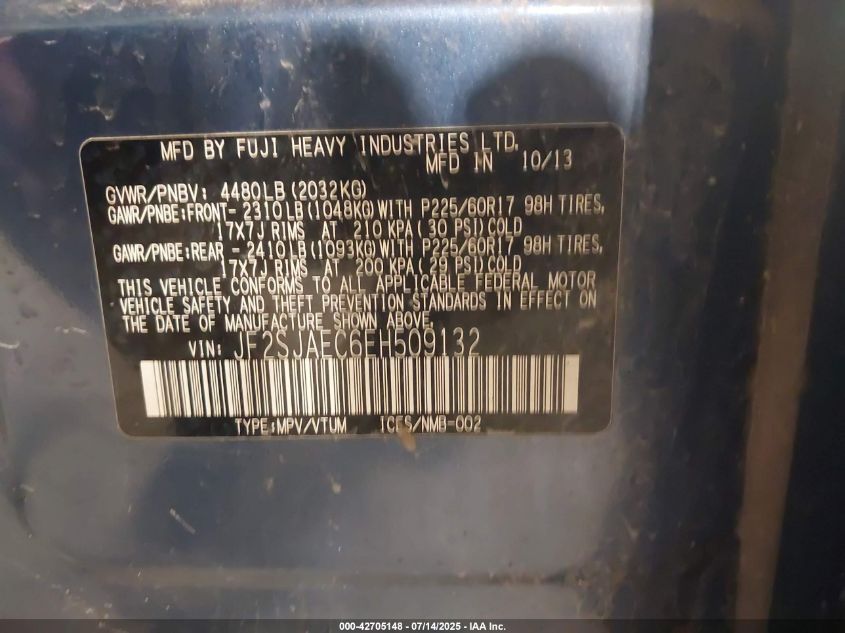 MFD BY FUJI HEAVY INDUSTRIES LTD.
MFD IN 10/13
GVWR/PNBV: 4480LB(2032KG)
GAWR/PNBE:FRONT- 2310LB(1048KG)WITH P225/60R17 98H TIRES,
17X7J RIMS AT 210 KPA(30 PSI)COLD
GAWR/PNBE:REAR - 2410LB(1093KG)WITH P225/60R17 98H TIRES,
17X7J RIMS AT 200 KPA(29 PSI)COLD
THIS VEHICLE CONFORMS TO ALL APPLICABLE FEDERAL MOTOR
VEHICLE SAFETY AND THEFT PREVENTION STANDARDS IN EFFECT ON
THE DATE OF MANUFACTURE SHOWN ABOVE.
VIN: JF2SJAEC6EH509132
TYPE:MPV/VTUM ICES/NMB-002
000-42705148 - 07/14/2025 - IAA Inc.